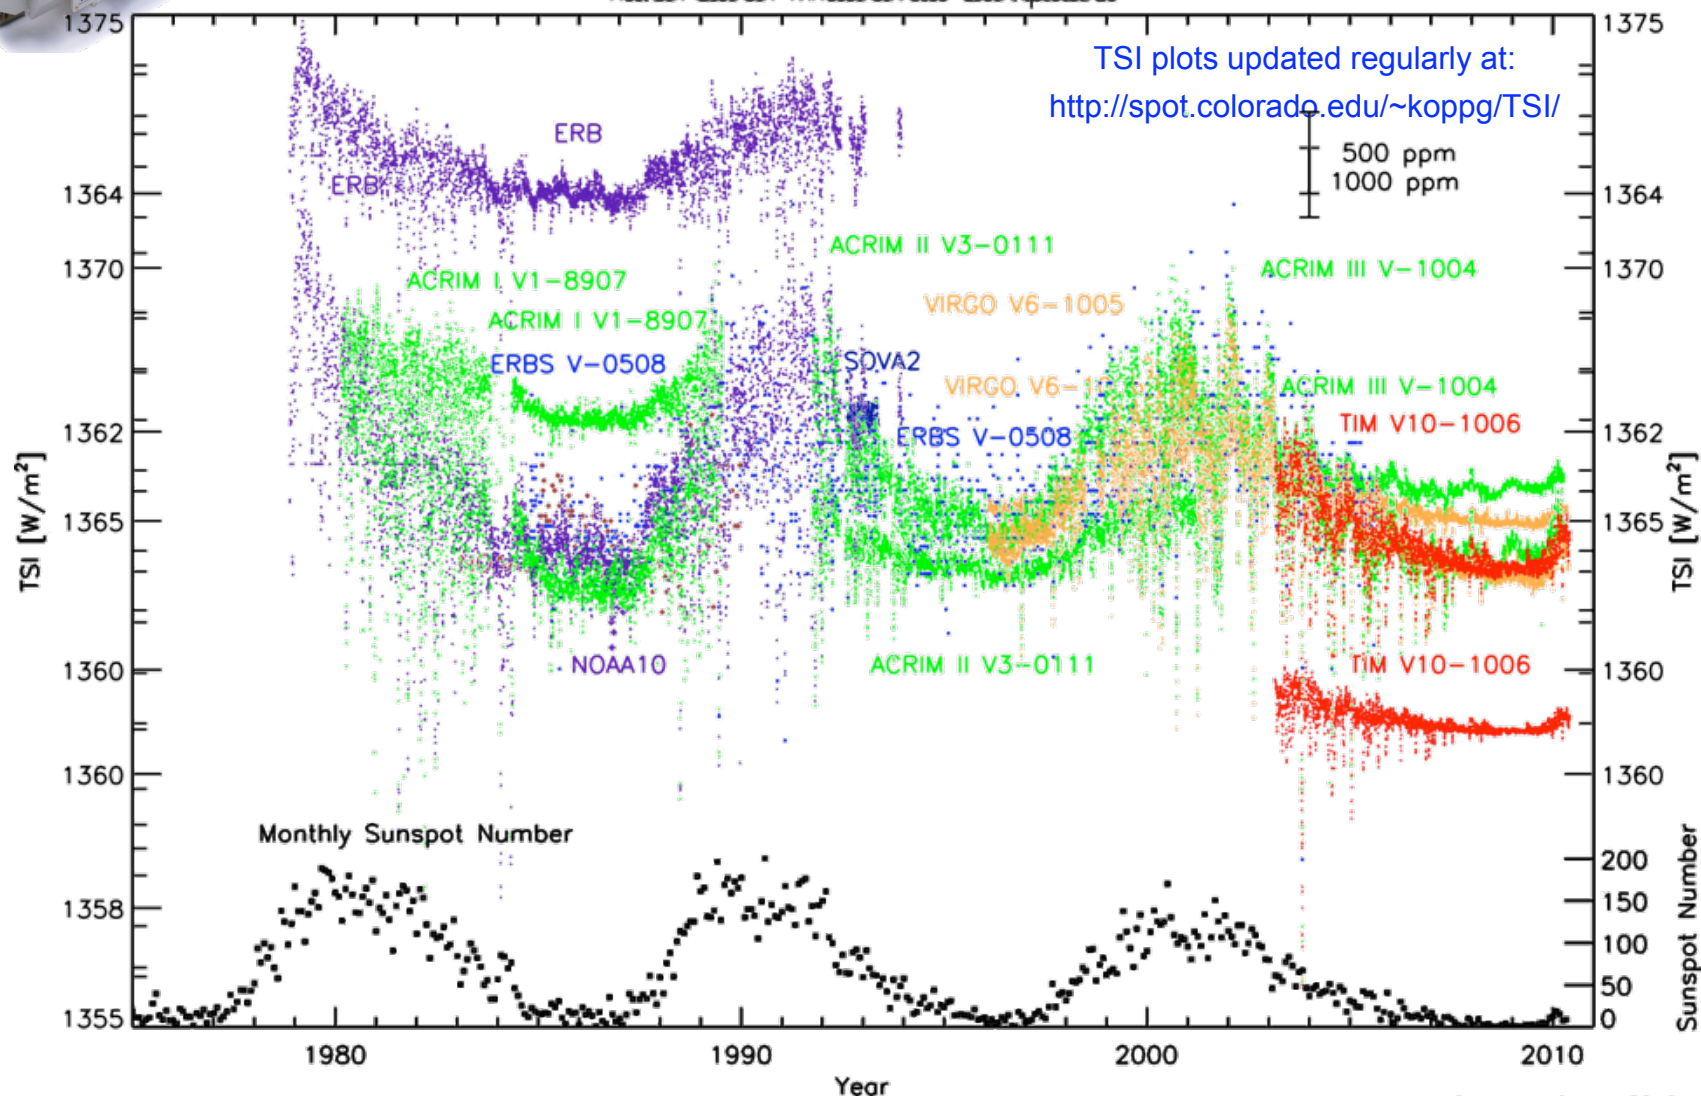 1375
1375
TSI plots updated regularly at:
http://spot.colorado.edu/~koppg/TSI/
ERB
500 ppm
1000 ppm
ERB
1364
1364
ACRIM II V3-0111
1370
ACRIM III V-1004
1370
ACRIM I V1-8907
VIRGO V6-1005
ACRIM I V1-8907
ERBS V-0508
SOVA2
VIRGO V6-1
ACRIM III V-1004
TIM V10-1006
1362
ERBS V-0508
1362
TSI [W/m²]
1365
1365
TSI [W/m²]
NOAA10
ACRIM II V3-0111
TIM V10-1006
1360
1360
1360
1360
Monthly Sunspot Number
200
1358
150
100
50
1355
0
Sunspot Number
1980
1990
2000
2010
Year